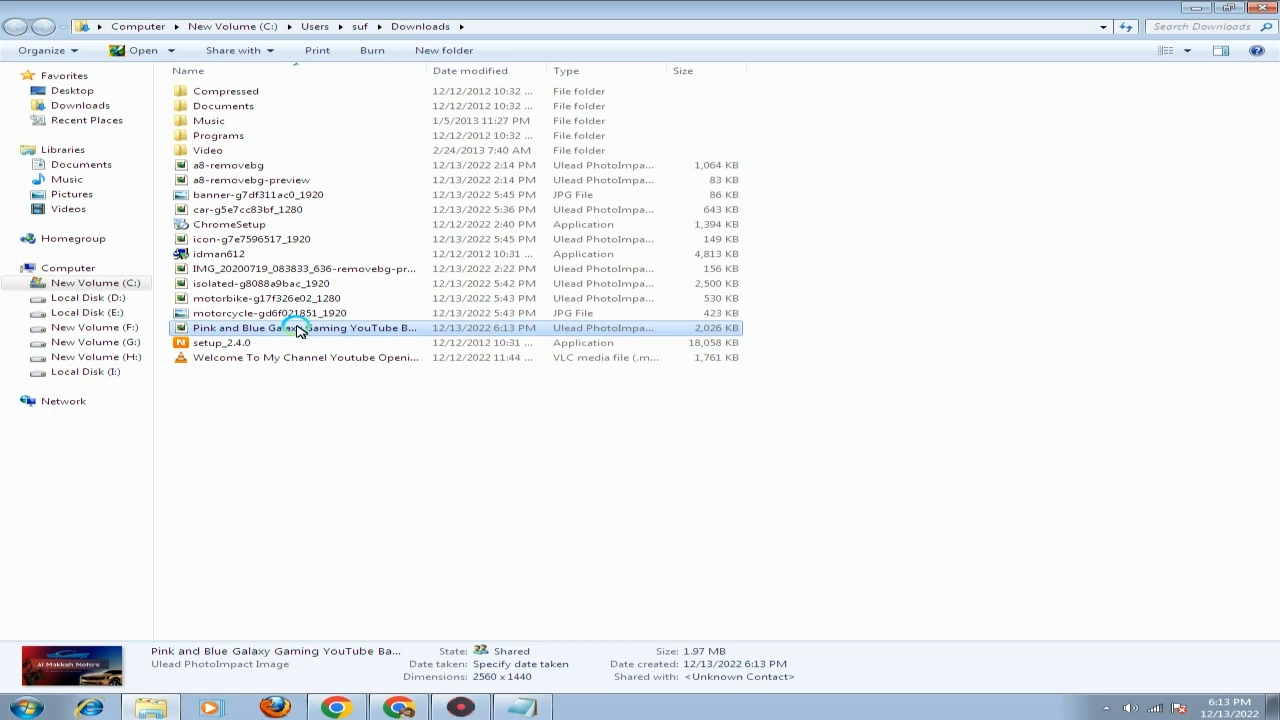 Computer New Volume (C:) Users suf Downloads Search Downloads
Organize Open Share with Print Burn New folder
Name Date modified Type Size
Favorites
Desktop
Downloads
Recent Places
Libraries
Documents
Music
Pictures
Videos
Homegroup
Computer
New Volume (C:)
Local Disk (D:)
Local Disk (E:)
New Volume (F:)
New Volume (G:)
New Volume (H:)
Local Disk (I:)
Network
Compressed 12/12/2012 10:32 ... File folder
Documents 12/12/2012 10:32 ... File folder
Music 1/5/2013 11:27 PM File folder
Programs 12/12/2012 10:32 ... File folder
Video 2/24/2013 7:40 AM File folder
a8-removebg 12/13/2022 2:14 PM Ulead PhotoImpa... 1,064 KB
a8-removebg-preview 12/13/2022 2:14 PM Ulead PhotoImpa... 83 KB
banner-g7df311ac0_1920 12/13/2022 5:45 PM JPG File 86 KB
car-g5e7cc83bf_1280 12/13/2022 5:36 PM Ulead PhotoImpa... 643 KB
ChromeSetup 12/12/2022 2:40 PM Application 1,394 KB
icon-g7e7596517_1920 12/13/2022 5:45 PM Ulead PhotoImpa... 149 KB
idman612 12/12/2012 10:31 ... Application 4,813 KB
IMG_20200719_083833_636-removebg-pr... 12/13/2022 2:22 PM Ulead PhotoImpa... 156 KB
isolated-g8088a9bac_1920 12/13/2022 5:42 PM Ulead PhotoImpa... 2,500 KB
motorbike-g17f326e02_1280 12/13/2022 5:43 PM Ulead PhotoImpa... 530 KB
motorcycle-gd6f021851_1920 12/13/2022 5:43 PM JPG File 423 KB
Pink and Blue Galaxy Gaming YouTube B... 12/13/2022 6:13 PM Ulead PhotoImpa... 2,026 KB
setup_2.4.0 12/12/2012 10:31 ... Application 18,058 KB
Welcome To My Channel Youtube Openi... 12/12/2022 11:44 ... VLC media file (.m... 1,761 KB
Al Makkah Motors
Pink and Blue Galaxy Gaming YouTube Ba... State: Shared Size: 1.97 MB
Ulead PhotoImpact Image Date taken: Specify date taken Date created: 12/13/2022 6:13 PM
Dimensions: 2560 x 1440 Shared with: <Unknown Contact>
6:13 PM
12/13/2022